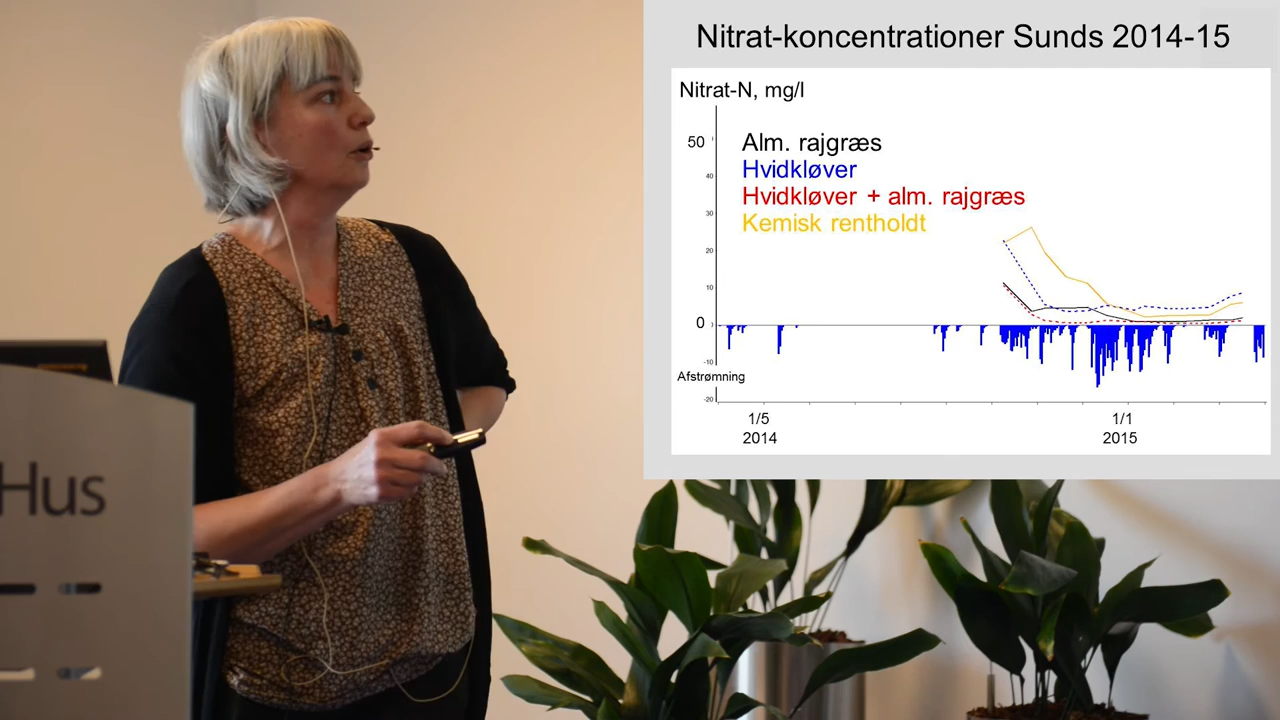 Nitrat-koncentrationer Sunds 2014-15
Nitrat-N, mg/l
50
40
30
20
10
0
-10
-20
Alm. rajgræs
Hvidkløver
Hvidkløver + alm. rajgræs
Kemisk rentholdt
Afstrømning
1/5
2014
1/1
2015
Hus